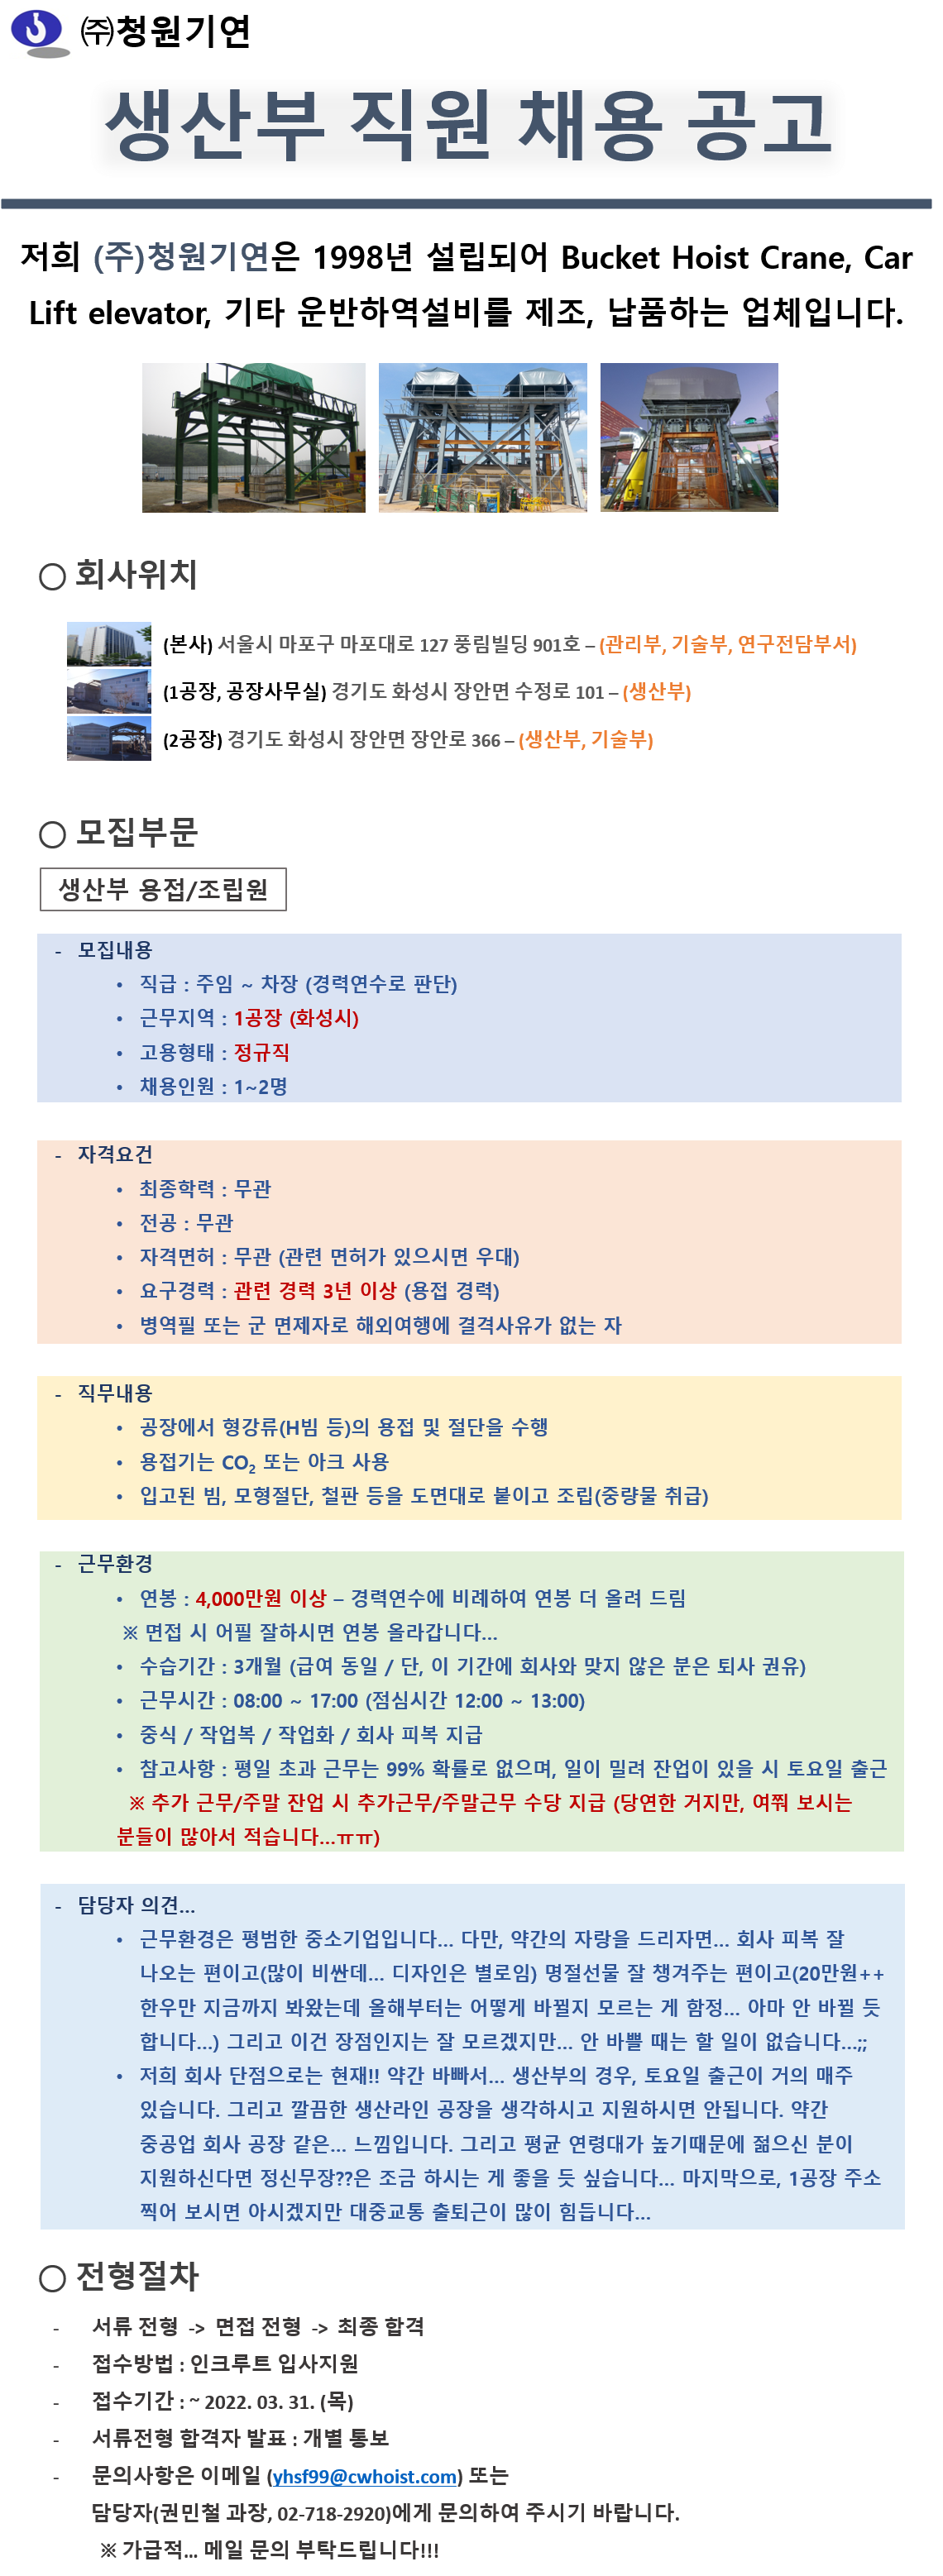 ㈜청원기연
생산부 직원 채용 공고
저희 (주)청원기연은 1998년 설립되어 Bucket Hoist Crane, Car
Lift elevator, 기타 운반하역설비를 제조, 납품하는 업체입니다.
○ 회사위치
(본사) 서울시 마포구 마포대로 127 풍림빌딩 901호 – (관리부, 기술부, 연구전담부서)
(1공장, 공장사무실) 경기도 화성시 장안면 수정로 101 – (생산부)
(2공장) 경기도 화성시 장안면 장안로 366 – (생산부, 기술부)
○ 모집부문
생산부 용접/조립원
- 모집내용
• 직급 : 주임 ~ 차장 (경력연수로 판단)
• 근무지역 : 1공장 (화성시)
• 고용형태 : 정규직
• 채용인원 : 1~2명
- 자격요건
• 최종학력 : 무관
• 전공 : 무관
• 자격면허 : 무관 (관련 면허가 있으시면 우대)
• 요구경력 : 관련 경력 3년 이상 (용접 경력)
• 병역필 또는 군 면제자로 해외여행에 결격사유가 없는 자
- 직무내용
• 공장에서 형강류(H빔 등)의 용접 및 절단을 수행
• 용접기는 CO₂ 또는 아크 사용
• 입고된 빔, 모형절단, 철판 등을 도면대로 붙이고 조립(중량물 취급)
- 근무환경
• 연봉 : 4,000만원 이상 – 경력연수에 비례하여 연봉 더 올려 드림
※ 면접 시 어필 잘하시면 연봉 올라갑니다...
• 수습기간 : 3개월 (급여 동일 / 단, 이 기간에 회사와 맞지 않은 분은 퇴사 권유)
• 근무시간 : 08:00 ~ 17:00 (점심시간 12:00 ~ 13:00)
• 중식 / 작업복 / 작업화 / 회사 피복 지급
• 참고사항 : 평일 초과 근무는 99% 확률로 없으며, 일이 밀려 잔업이 있을 시 토요일 출근
※ 추가 근무/주말 잔업 시 추가근무/주말근무 수당 지급 (당연한 거지만, 여쭤 보시는
분들이 많아서 적습니다...ㅠㅠ)
- 담당자 의견...
• 근무환경은 평범한 중소기업입니다... 다만, 약간의 자랑을 드리자면... 회사 피복 잘
나오는 편이고(많이 비싼데... 디자인은 별로임) 명절선물 잘 챙겨주는 편이고(20만원++
한우만 지금까지 봐왔는데 올해부터는 어떻게 바뀔지 모르는 게 함정... 아마 안 바뀔 듯
합니다...) 그리고 이건 장점인지는 잘 모르겠지만... 안 바쁠 때는 할 일이 없습니다...;;
• 저희 회사 단점으로는 현재!! 약간 바빠서... 생산부의 경우, 토요일 출근이 거의 매주
있습니다. 그리고 깔끔한 생산라인 공장을 생각하시고 지원하시면 안됩니다. 약간
중공업 회사 공장 같은... 느낌입니다. 그리고 평균 연령대가 높기때문에 젊으신 분이
지원하신다면 정신무장??은 조금 하시는 게 좋을 듯 싶습니다... 마지막으로, 1공장 주소
찍어 보시면 아시겠지만 대중교통 출퇴근이 많이 힘듭니다...
○ 전형절차
- 서류 전형 -> 면접 전형 -> 최종 합격
- 접수방법 : 인크루트 입사지원
- 접수기간 : ~ 2022. 03. 31. (목)
- 서류전형 합격자 발표 : 개별 통보
- 문의사항은 이메일 (yhsf99@cwhoist.com) 또는
담당자(권민철 과장, 02-718-2920)에게 문의하여 주시기 바랍니다.
※ 가급적... 메일 문의 부탁드립니다!!!